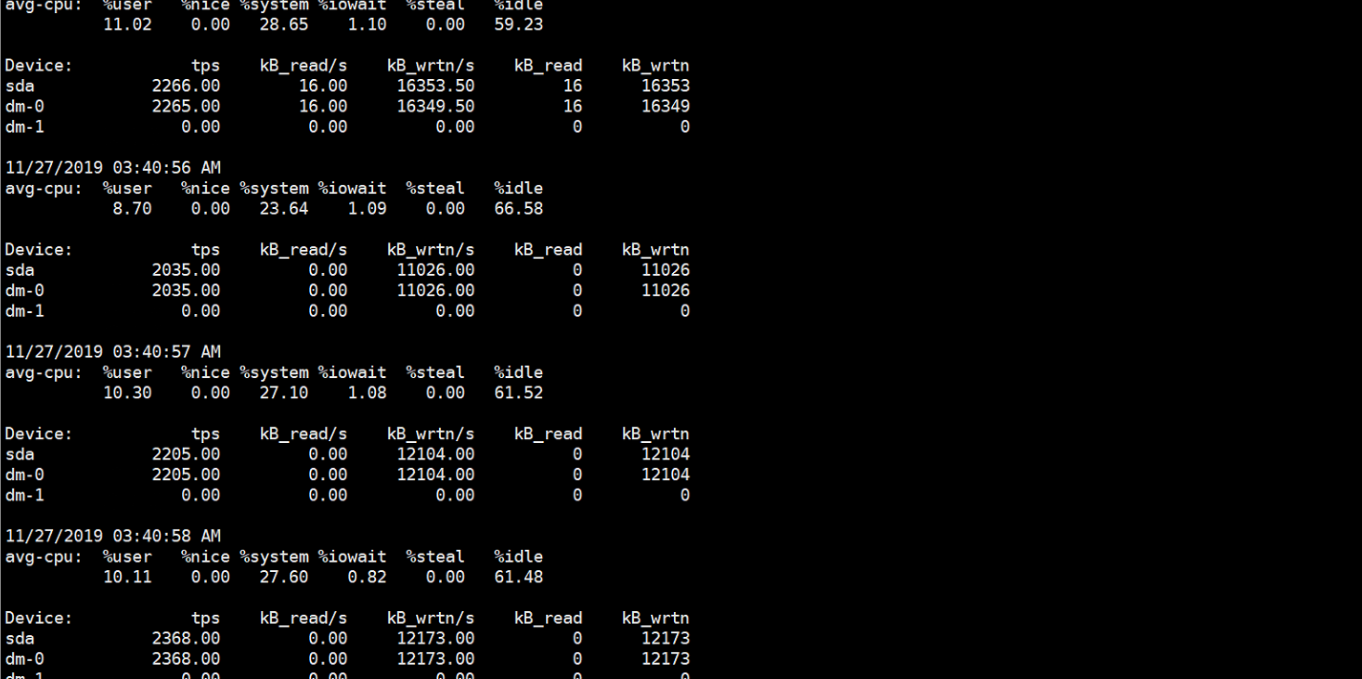 avg-cpu: %user %nice %system %iowait %steal %idle
11.02 0.00 28.65 1.10 0.00 59.23
Device: tps kB_read/s kB_wrtn/s kB_read kB_wrtn
sda 2266.00 16.00 16353.50 16 16353
dm-0 2265.00 16.00 16349.50 16 16349
dm-1 0.00 0.00 0.00 0 0
11/27/2019 03:40:56 AM
avg-cpu: %user %nice %system %iowait %steal %idle
8.70 0.00 23.64 1.09 0.00 66.58
Device: tps kB_read/s kB_wrtn/s kB_read kB_wrtn
sda 2035.00 0.00 11026.00 0 11026
dm-0 2035.00 0.00 11026.00 0 11026
dm-1 0.00 0.00 0.00 0 0
11/27/2019 03:40:57 AM
avg-cpu: %user %nice %system %iowait %steal %idle
10.30 0.00 27.10 1.08 0.00 61.52
Device: tps kB_read/s kB_wrtn/s kB_read kB_wrtn
sda 2205.00 0.00 12104.00 0 12104
dm-0 2205.00 0.00 12104.00 0 12104
dm-1 0.00 0.00 0.00 0 0
11/27/2019 03:40:58 AM
avg-cpu: %user %nice %system %iowait %steal %idle
10.11 0.00 27.60 0.82 0.00 61.48
Device: tps kB_read/s kB_wrtn/s kB_read kB_wrtn
sda 2368.00 0.00 12173.00 0 12173
dm-0 2368.00 0.00 12173.00 0 12173
dm-1 0.00 0.00 0.00 0 0